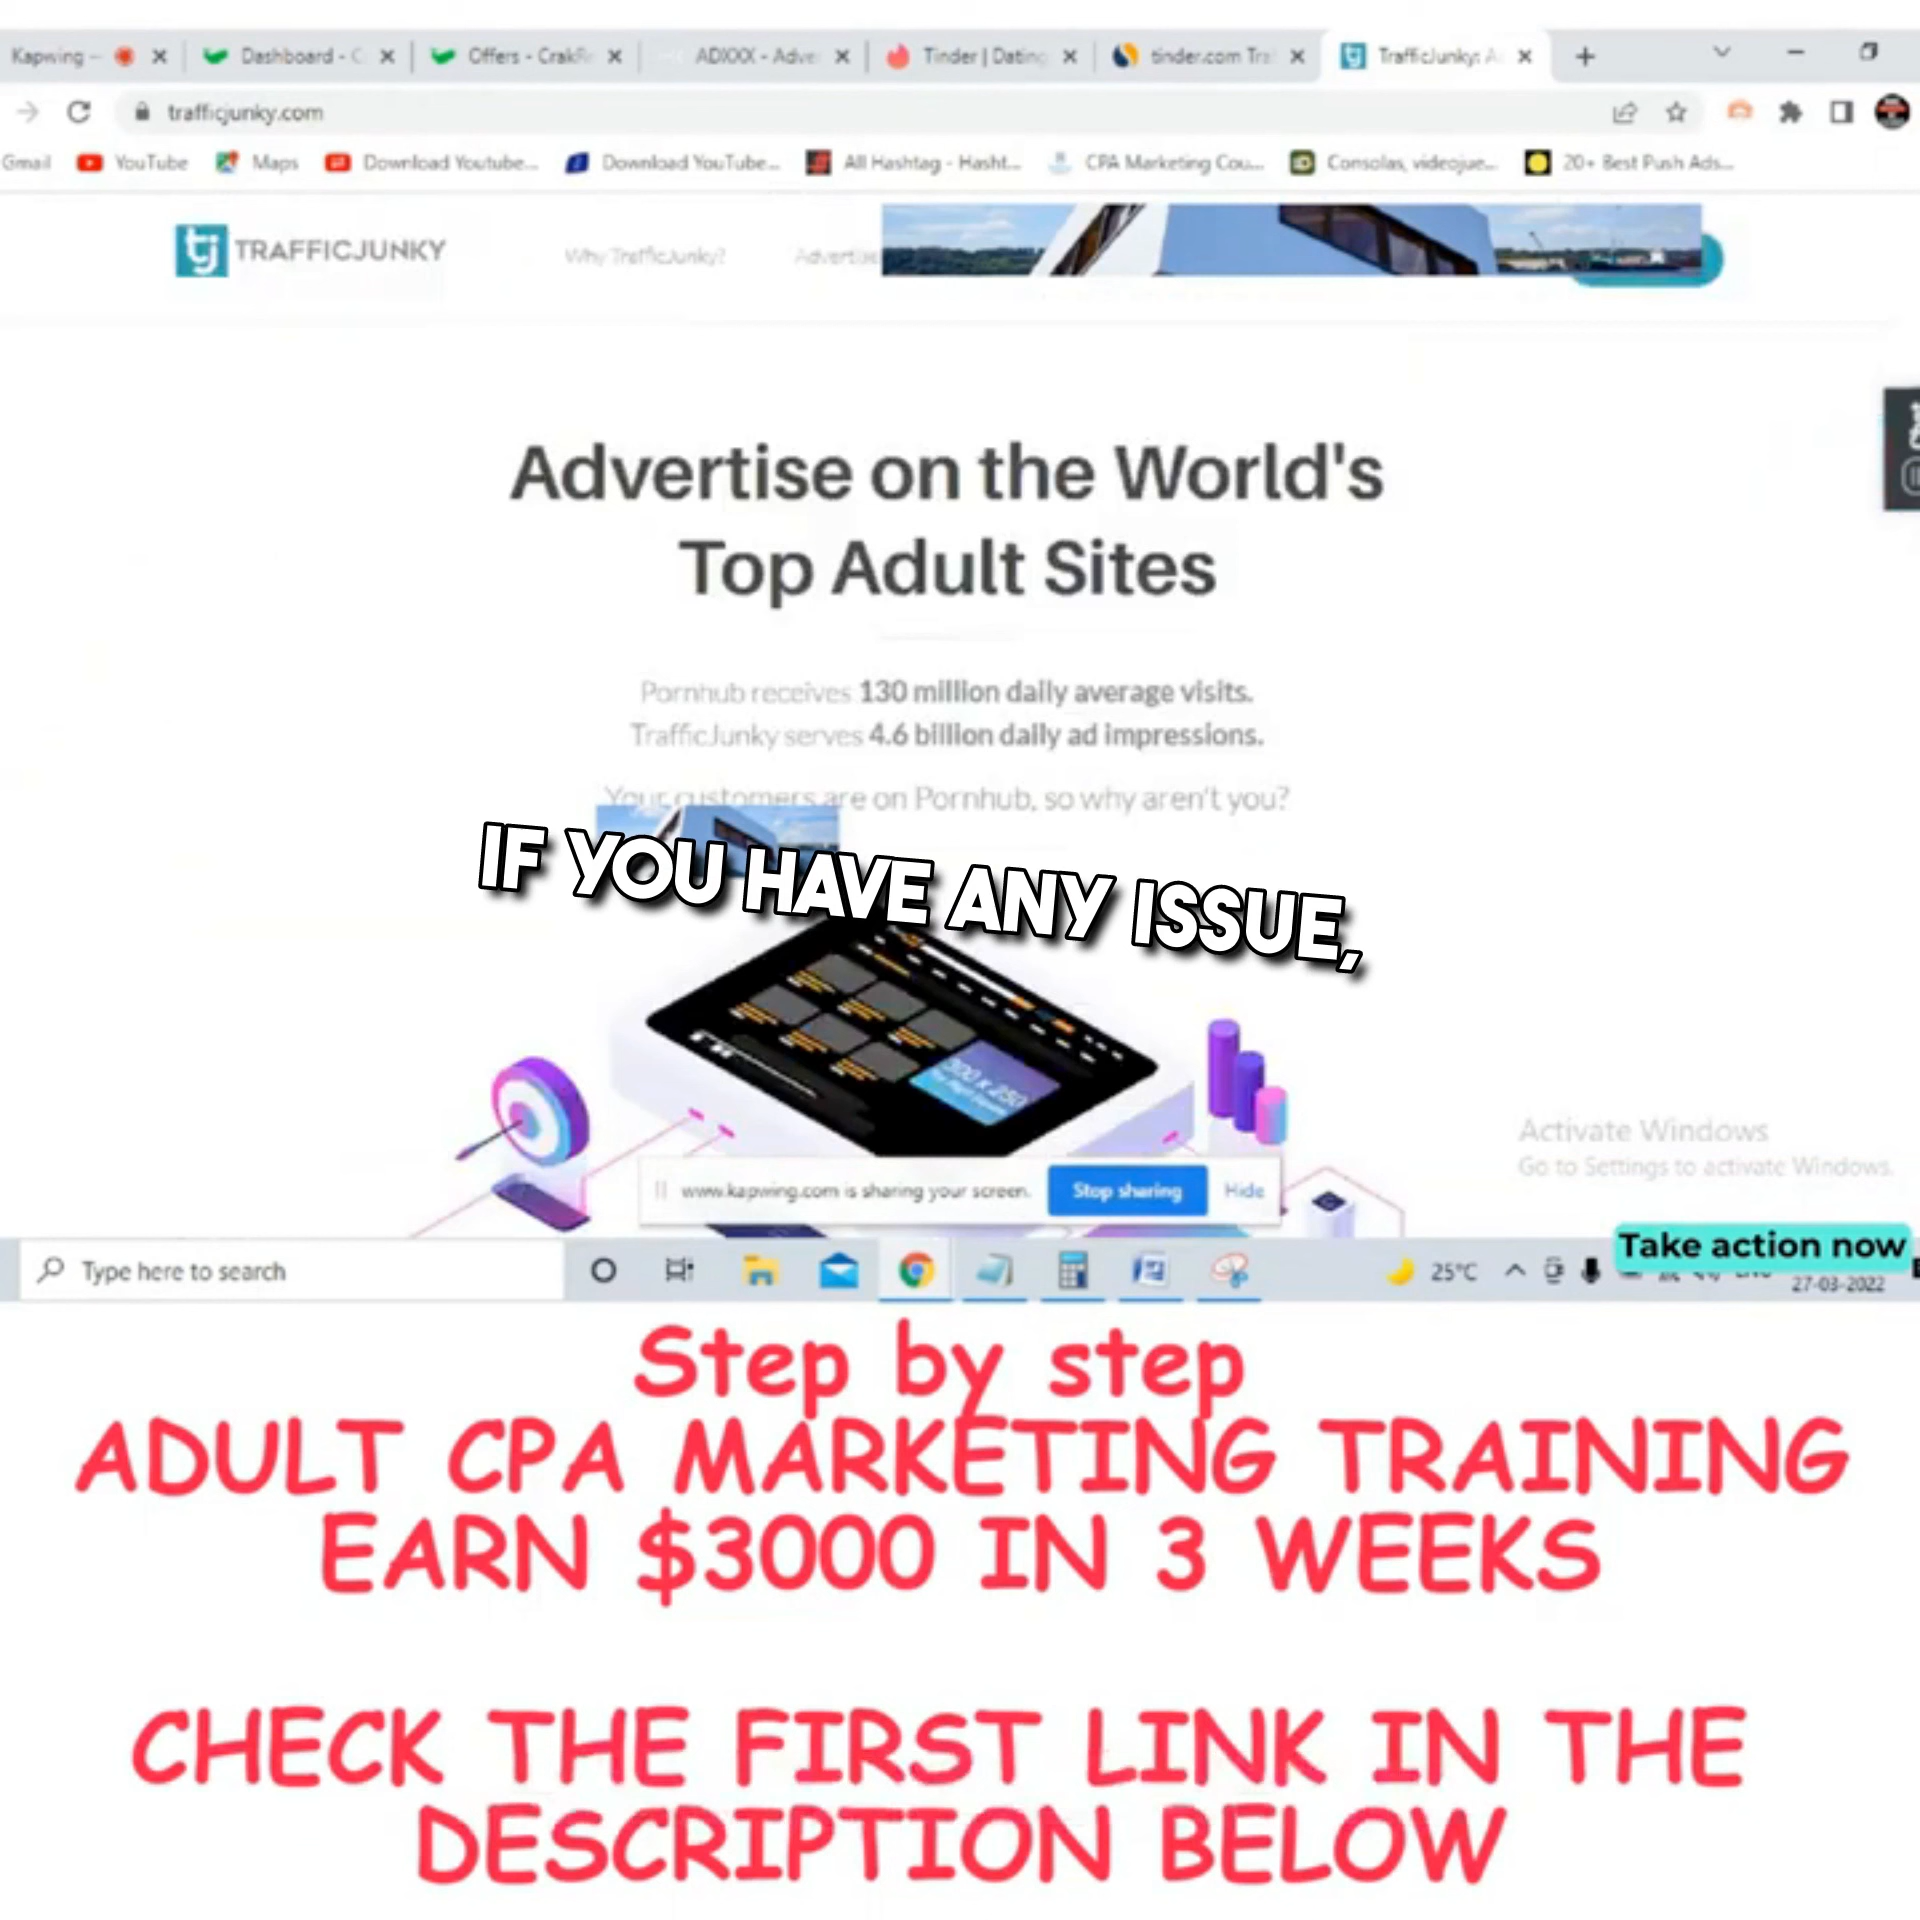 Kapwing –
Dashboard - C
Offers - CrakR
ADXXX - Adve
Tinder | Dating
tinder.com Tra
TrafficJunky: A
trafficjunky.com
Gmail
YouTube
Maps
Download Youtube...
Download YouTube...
All Hashtag - Hasht...
CPA Marketing Cou...
Consolas, videojue...
20+ Best Push Ads...
tj TRAFFICJUNKY
Why TrafficJunky?
Chat
Advertise on the World's
Top Adult Sites
Pornhub receives 130 million daily average visits.
TrafficJunky serves 4.6 billion daily ad impressions.
Your customers are on Pornhub, so why aren't you?
IF YOU HAVE ANY ISSUE,
300 x 250
Activate Windows
Go to Settings to activate Windows.
www.kapwing.com is sharing your screen.
Stop sharing
Hide
Take action now
Type here to search
25°C
27-03-2022
Step by step
ADULT CPA MARKETING TRAINING
EARN $3000 IN 3 WEEKS
CHECK THE FIRST LINK IN THE
DESCRIPTION BELOW